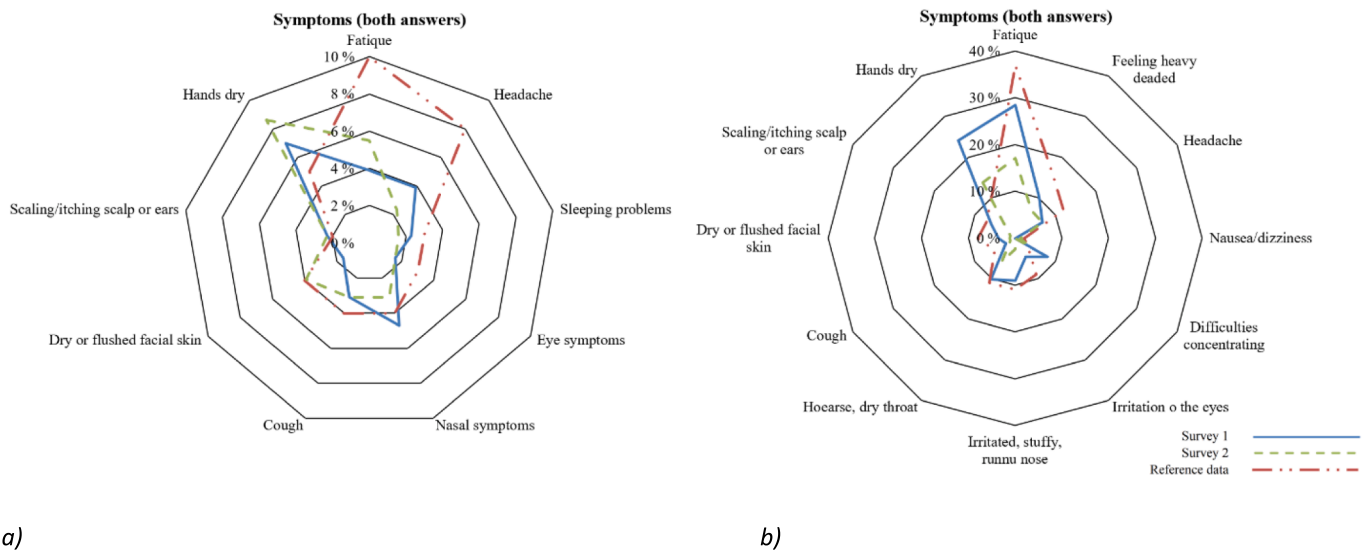 Symptoms (both answers)
Fatique
10 %
8 %
6 %
4 %
2 %
0 %
Headache
Sleeping problems
Eye symptoms
Nasal symptoms
Cough
Dry or flushed facial skin
Scaling/itching scalp or ears
Hands dry
a)
Symptoms (both answers)
Fatique
40 %
30 %
20 %
10 %
0 %
Feeling heavy
deaded
Headache
Nausea/dizziness
Difficulties
concentrating
Irritation o the eyes
Irritated, stuffy,
runnu nose
Hoearse, dry throat
Cough
Dry or flushed facial
skin
Scaling/itching scalp
or ears
Hands dry
Survey 1
Survey 2
Reference data
b)